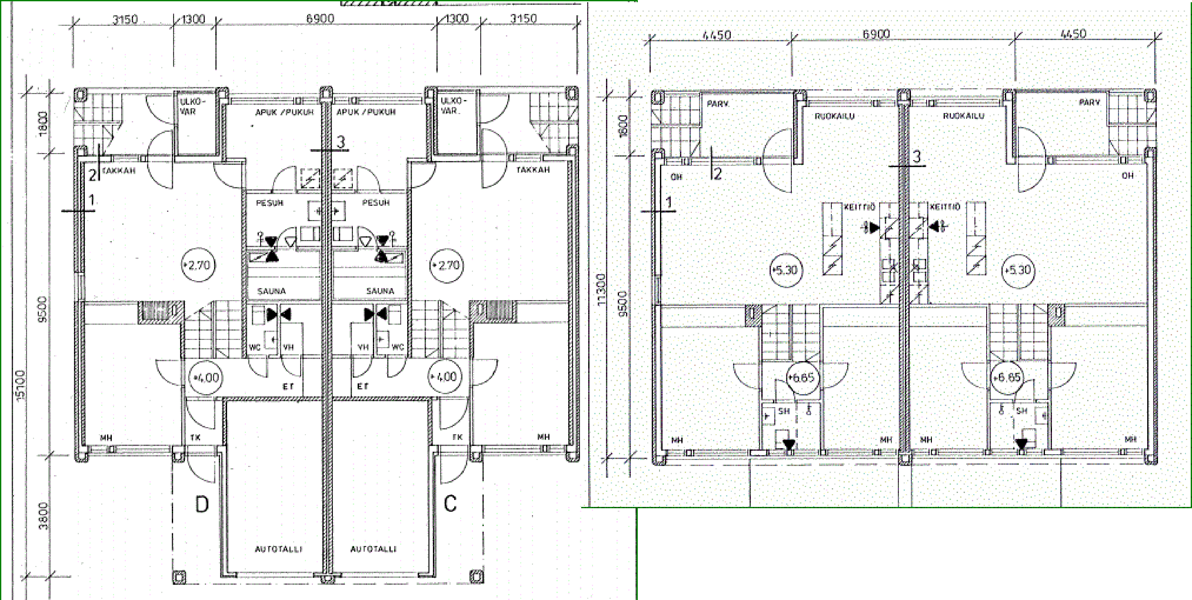 3150 1300 6900 1300 3150
4450 6900 4450
ULKO-
VAR
APUK /PUKUH
APUK / PUKUH
ULKO-
VAR.
PARV.
RUOKAILU
RUOKAILU
PARV.
1800
1800
3
3
2
TAKKAH
TAKKAH
2
OH
OH
1
PESUH
PESUH
1
KEITTIÖ
KEITTIÖ
+2.70
+2.70
+5.30
+5.30
SAUNA
SAUNA
9500
11300
9500
15100
WC
VH
VH
WC
+4.00
ET
ET
+4.00
+6.65
+6.65
SH
SH
MH
TK
TK
MH
MH
MH
MH
MH
D
C
3800
AUTOTALLI
AUTOTALLI